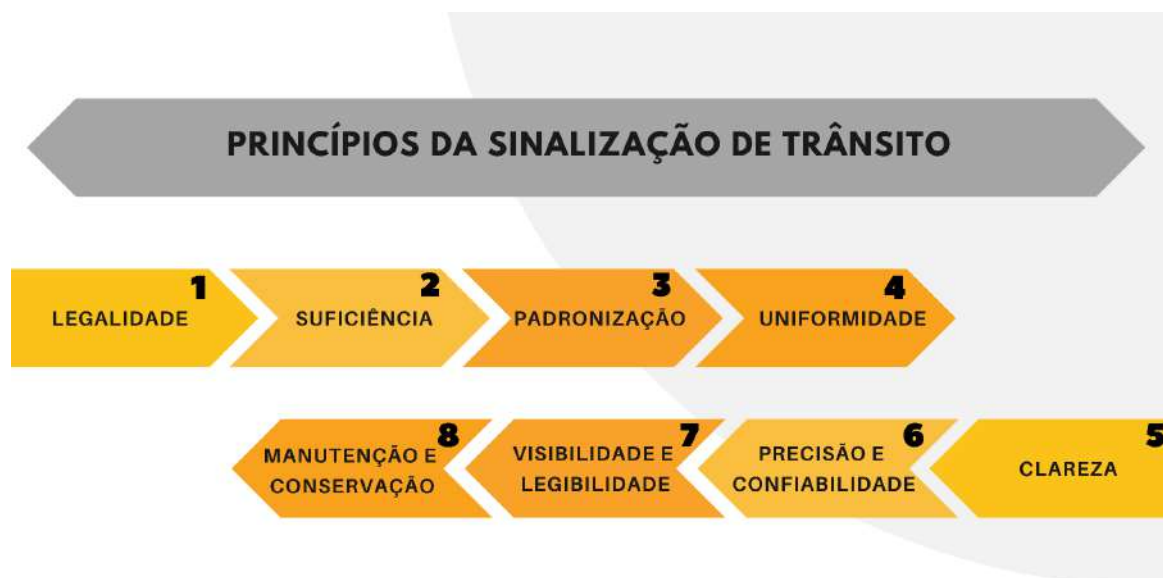 PRINCÍPIOS DA SINALIZAÇÃO DE TRÂNSITO
1
LEGALIDADE
2
SUFICIÊNCIA
3
PADRONIZAÇÃO
4
UNIFORMIDADE
5
CLAREZA
6
PRECISÃO E
CONFIABILIDADE
7
VISIBILIDADE E
LEGIBILIDADE
8
MANUTENÇÃO E
CONSERVAÇÃO